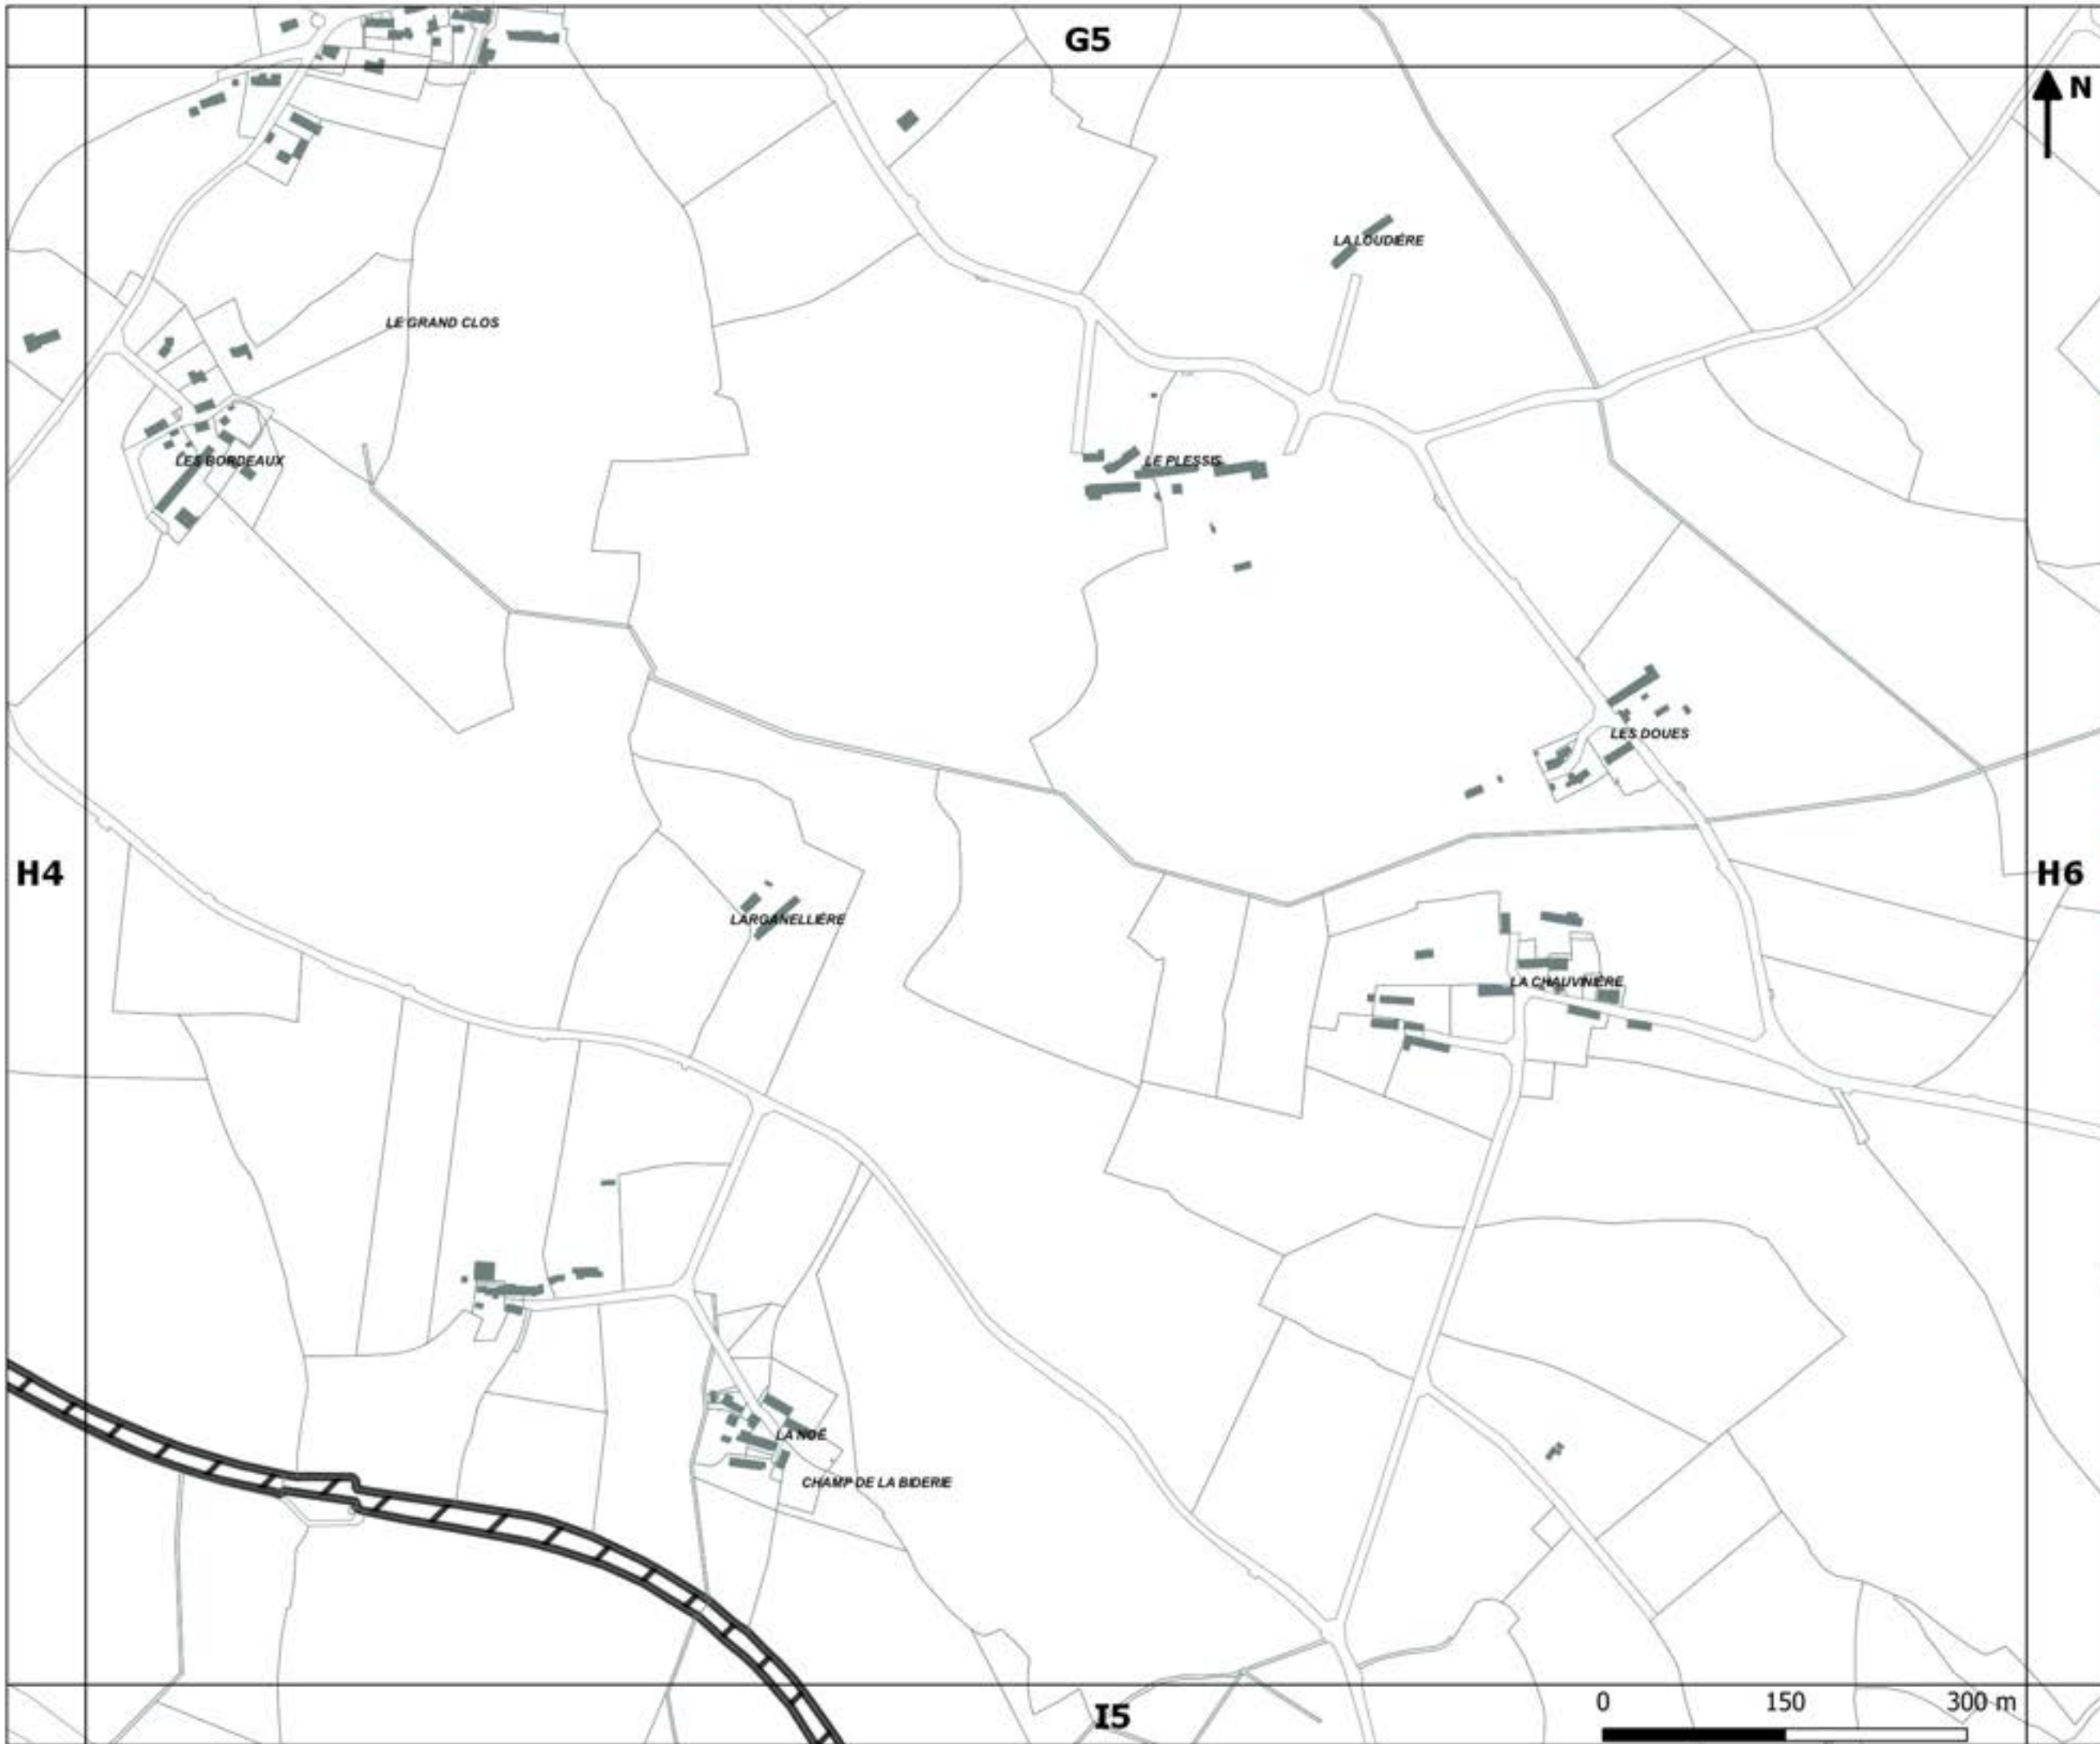 G5
N
LA LOUDIÈRE
LE GRAND CLOS
LES BORDEAUX
LE PLESSIS
LES DOUES
H4
H6
LARGANELLIÈRE
LA CHAUVINIÈRE
LA NOË
CHAMP DE LA BIDERIE
0 150 300 m
I5